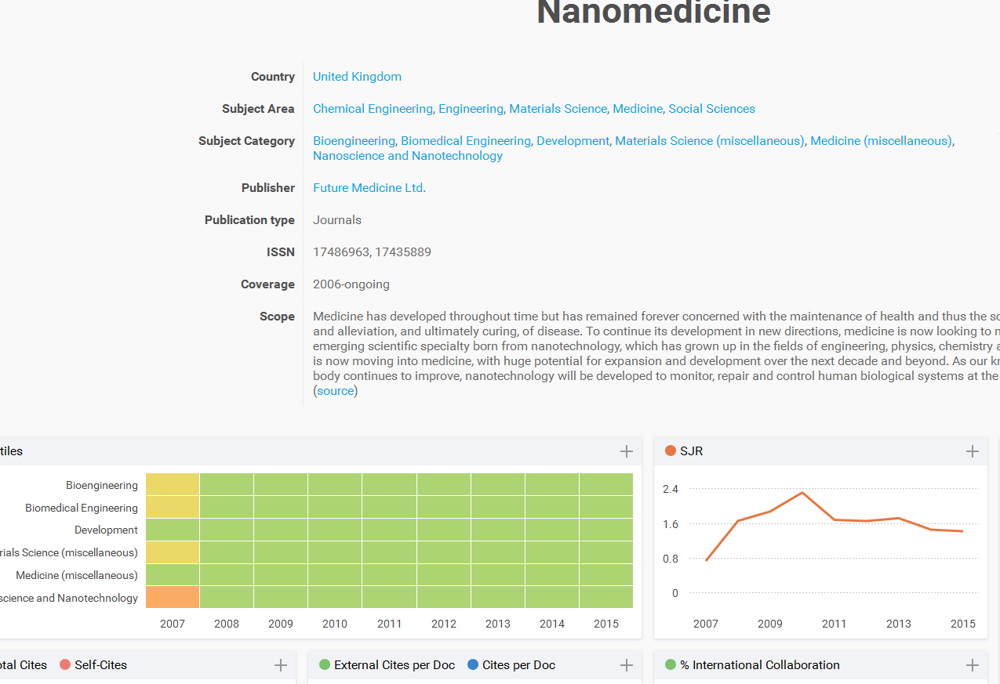 Nanomedicine
Country United Kingdom
Subject Area Chemical Engineering, Engineering, Materials Science, Medicine, Social Sciences
Subject Category Bioengineering, Biomedical Engineering, Development, Materials Science (miscellaneous), Medicine (miscellaneous),
Nanoscience and Nanotechnology
Publisher Future Medicine Ltd.
Publication type Journals
ISSN 17486963, 17435889
Coverage 2006-ongoing
Scope Medicine has developed throughout time but has remained forever concerned with the maintenance of health and thus the
and alleviation, and ultimately curing, of disease. To continue its development in new directions, medicine is now looking to
emerging scientific specialty born from nanotechnology, which has grown up in the fields of engineering, physics, chemistry
is now moving into medicine, with huge potential for expansion and development over the next decade and beyond. As our
body continues to improve, nanotechnology will be developed to monitor, repair and control human biological systems at the
(source)
tiles
Bioengineering
Biomedical Engineering
Development
rials Science (miscellaneous)
Medicine (miscellaneous)
science and Nanotechnology
2007 2008 2009 2010 2011 2012 2013 2014 2015
SJR
2.4
1.6
0.8
0
2007 2009 2011 2013 2015
otal Cites Self-Cites
External Cites per Doc Cites per Doc
% International Collaboration